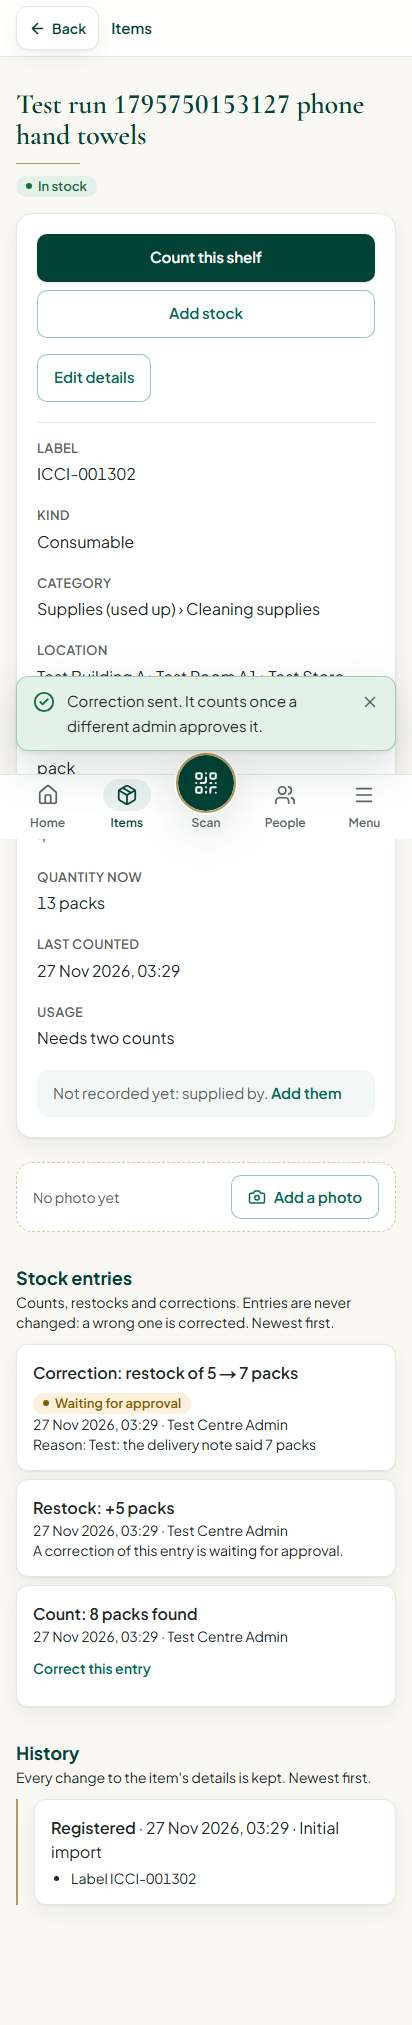 Back
Items
Test run 1795750153127 phone
hand towels
In stock
Count this shelf
Add stock
Edit details
LABEL
ICCI-001302
KIND
Consumable
CATEGORY
Supplies (used up) › Cleaning supplies
LOCATION
Correction sent. It counts once a
different admin approves it.
pack
Home
Items
Scan
People
Menu
QUANTITY NOW
13 packs
LAST COUNTED
27 Nov 2026, 03:29
USAGE
Needs two counts
Not recorded yet: supplied by. Add them
No photo yet
Add a photo
Stock entries
Counts, restocks and corrections. Entries are never
changed: a wrong one is corrected. Newest first.
Correction: restock of 5 → 7 packs
Waiting for approval
27 Nov 2026, 03:29 · Test Centre Admin
Reason: Test: the delivery note said 7 packs
Restock: +5 packs
27 Nov 2026, 03:29 · Test Centre Admin
A correction of this entry is waiting for approval.
Count: 8 packs found
27 Nov 2026, 03:29 · Test Centre Admin
Correct this entry
History
Every change to the item's details is kept. Newest first.
Registered · 27 Nov 2026, 03:29 · Initial
import
Label ICCI-001302